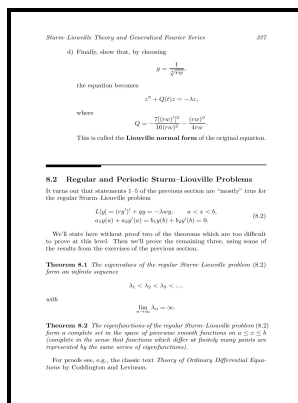 Sturm–Liouville Theory and Generalized Fourier Series 227
d) Finally, show that, by choosing
y = 1/∜rw,
the equation becomes
z″ + Q(t)z = −λz,
where
Q = −7[(rw)′]²/16(rw)² − (rw)″/4rw.
This is called the Liouville normal form of the original equation.
8.2 Regular and Periodic Sturm–Liouville Problems
It turns out that statements 1–5 of the previous section are “mostly” true for
the regular Sturm–Liouville problem
L[y] = (ry′)′ + qy = −λwy, a < x < b,
a₁y(a) + a₂y′(a) = b₁y(b) + b₂y′(b) = 0. (8.2)
We'll state here without proof two of the theorems which are too difficult
to prove at this level. Then we'll prove the remaining three, using some of
the results from the exercises of the previous section.
Theorem 8.1 The eigenvalues of the regular Sturm–Liouville problem (8.2)
form an infinite sequence
λ₁ < λ₂ < λ₃ < …
with
lim n→∞ λₙ = ∞.
Theorem 8.2 The eigenfunctions of the regular Sturm–Liouville problem (8.2)
form a complete set in the space of piecewise smooth functions on a ≤ x ≤ b
(complete in the sense that functions which differ at finitely many points are
represented by the same series of eigenfunctions).
For proofs see, e.g., the classic text Theory of Ordinary Differential Equa-
tions by Coddington and Levinson.